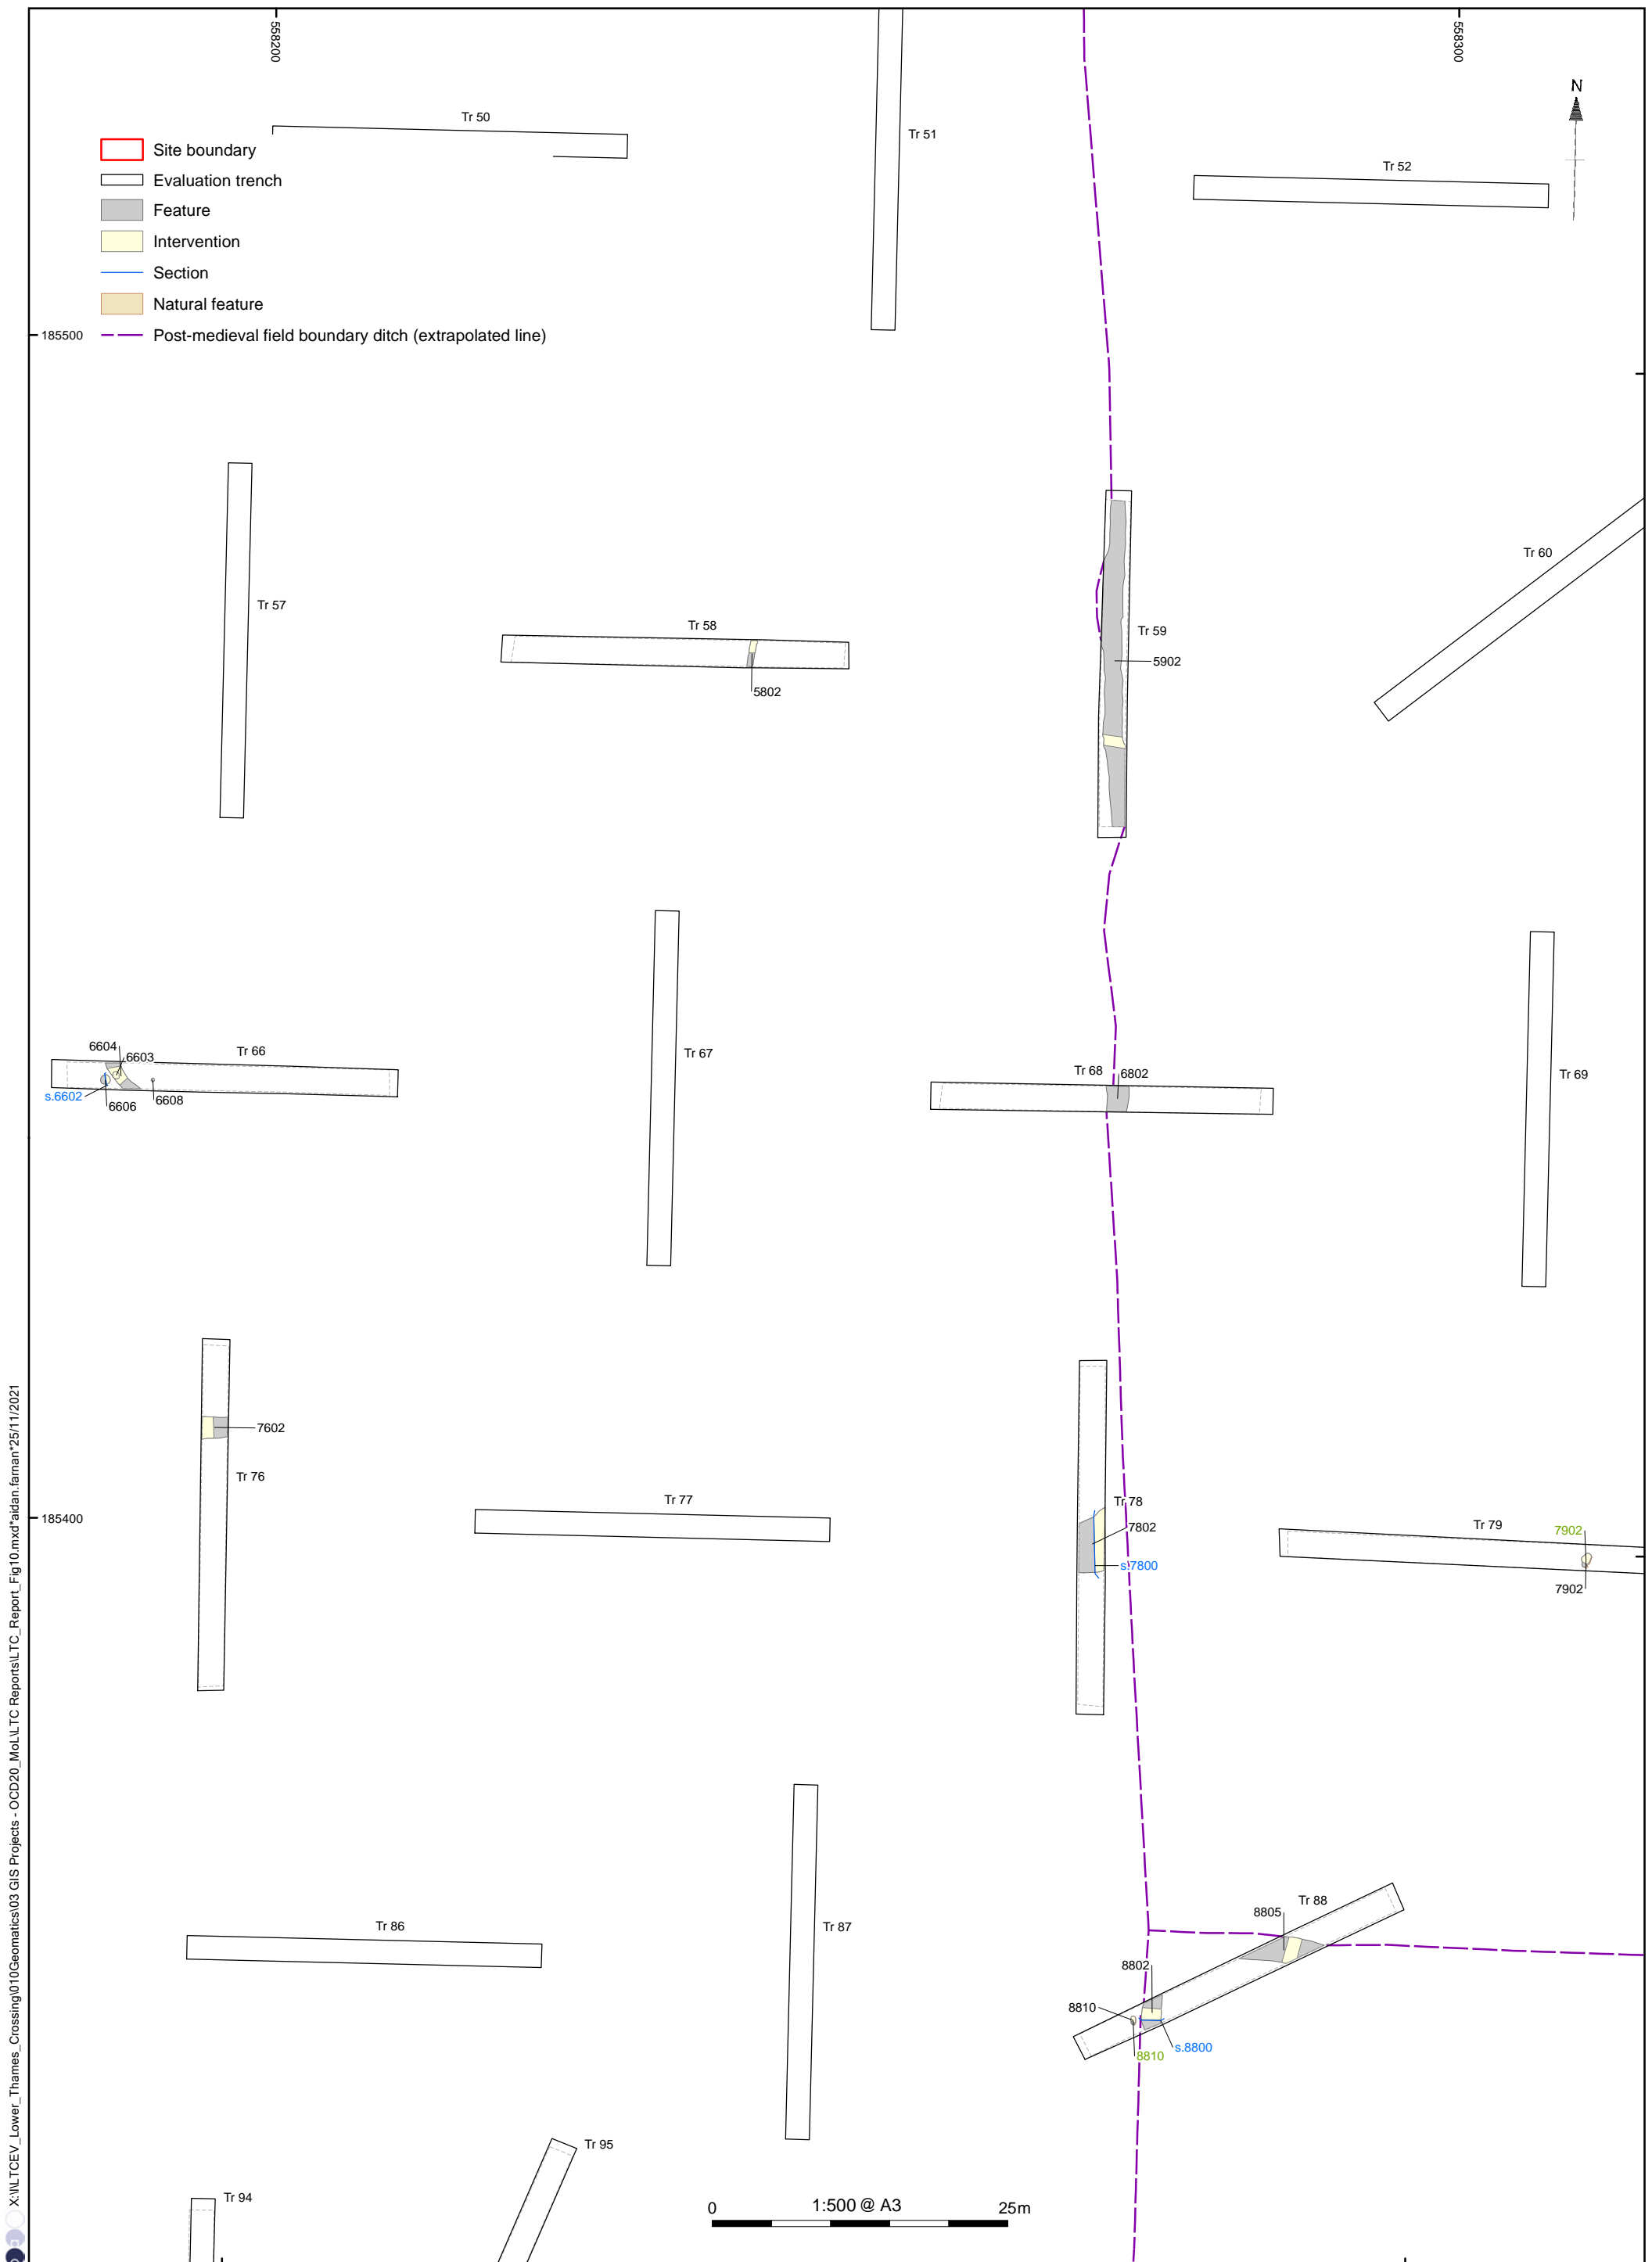 558200
558300
N
Tr 50
Tr 51
Tr 52
Site boundary
Evaluation trench
Feature
Intervention
Section
Natural feature
Post-medieval field boundary ditch (extrapolated line)
185500
Tr 57
Tr 58
5802
Tr 59
5902
Tr 60
Tr 66
6604
6603
s.6602
6606
6608
Tr 67
Tr 68
6802
Tr 69
7602
Tr 76
Tr 77
185400
Tr 78
7802
s.7800
Tr 79
7902
7902
Tr 86
Tr 87
Tr 88
8805
8802
8810
8810
s.8800
Tr 95
Tr 94
0
1:500 @ A3
25m
X:\l\LTCEV_Lower_Thames_Crossing\010Geomatics\03 GIS Projects - OCD20_MoL\LTC Reports\LTC_Report_Fig10.mxd*aidan.farnan*25/11/2021